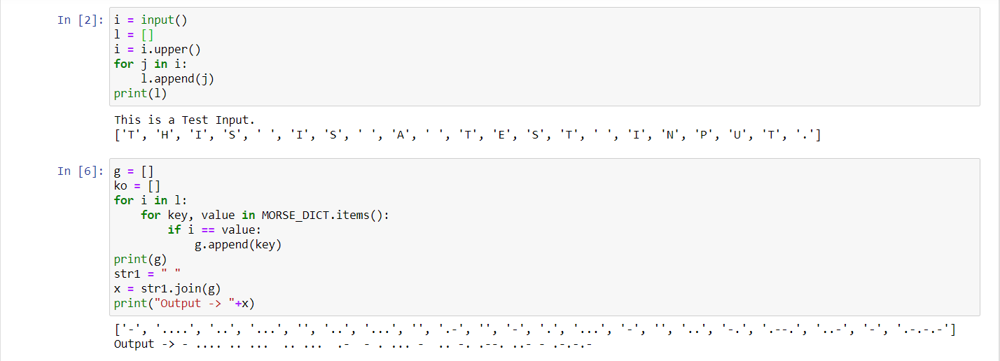 In [2]: i = input()
l = []
i = i.upper()
for j in i:
    l.append(j)
print(l)
This is a Test Input.
['T', 'H', 'I', 'S', ' ', 'I', 'S', ' ', 'A', ' ', 'T', 'E', 'S', 'T', ' ', 'I', 'N', 'P', 'U', 'T', '.']
In [6]: g = []
ko = []
for i in l:
    for key, value in MORSE_DICT.items():
        if i == value:
            g.append(key)
print(g)
str1 = " "
x = str1.join(g)
print("Output -> "+x)
['-', '....', '..', '...', '', '..', '...', '', '.-', '', '-', '.', '...', '-', '', '..', '-.', '.--.', '..-', '-', '.-.-.-']
Output -> - .... .. ...  .. ...  .-  - . ... -  .. -. .--. ..- - .-.-.-